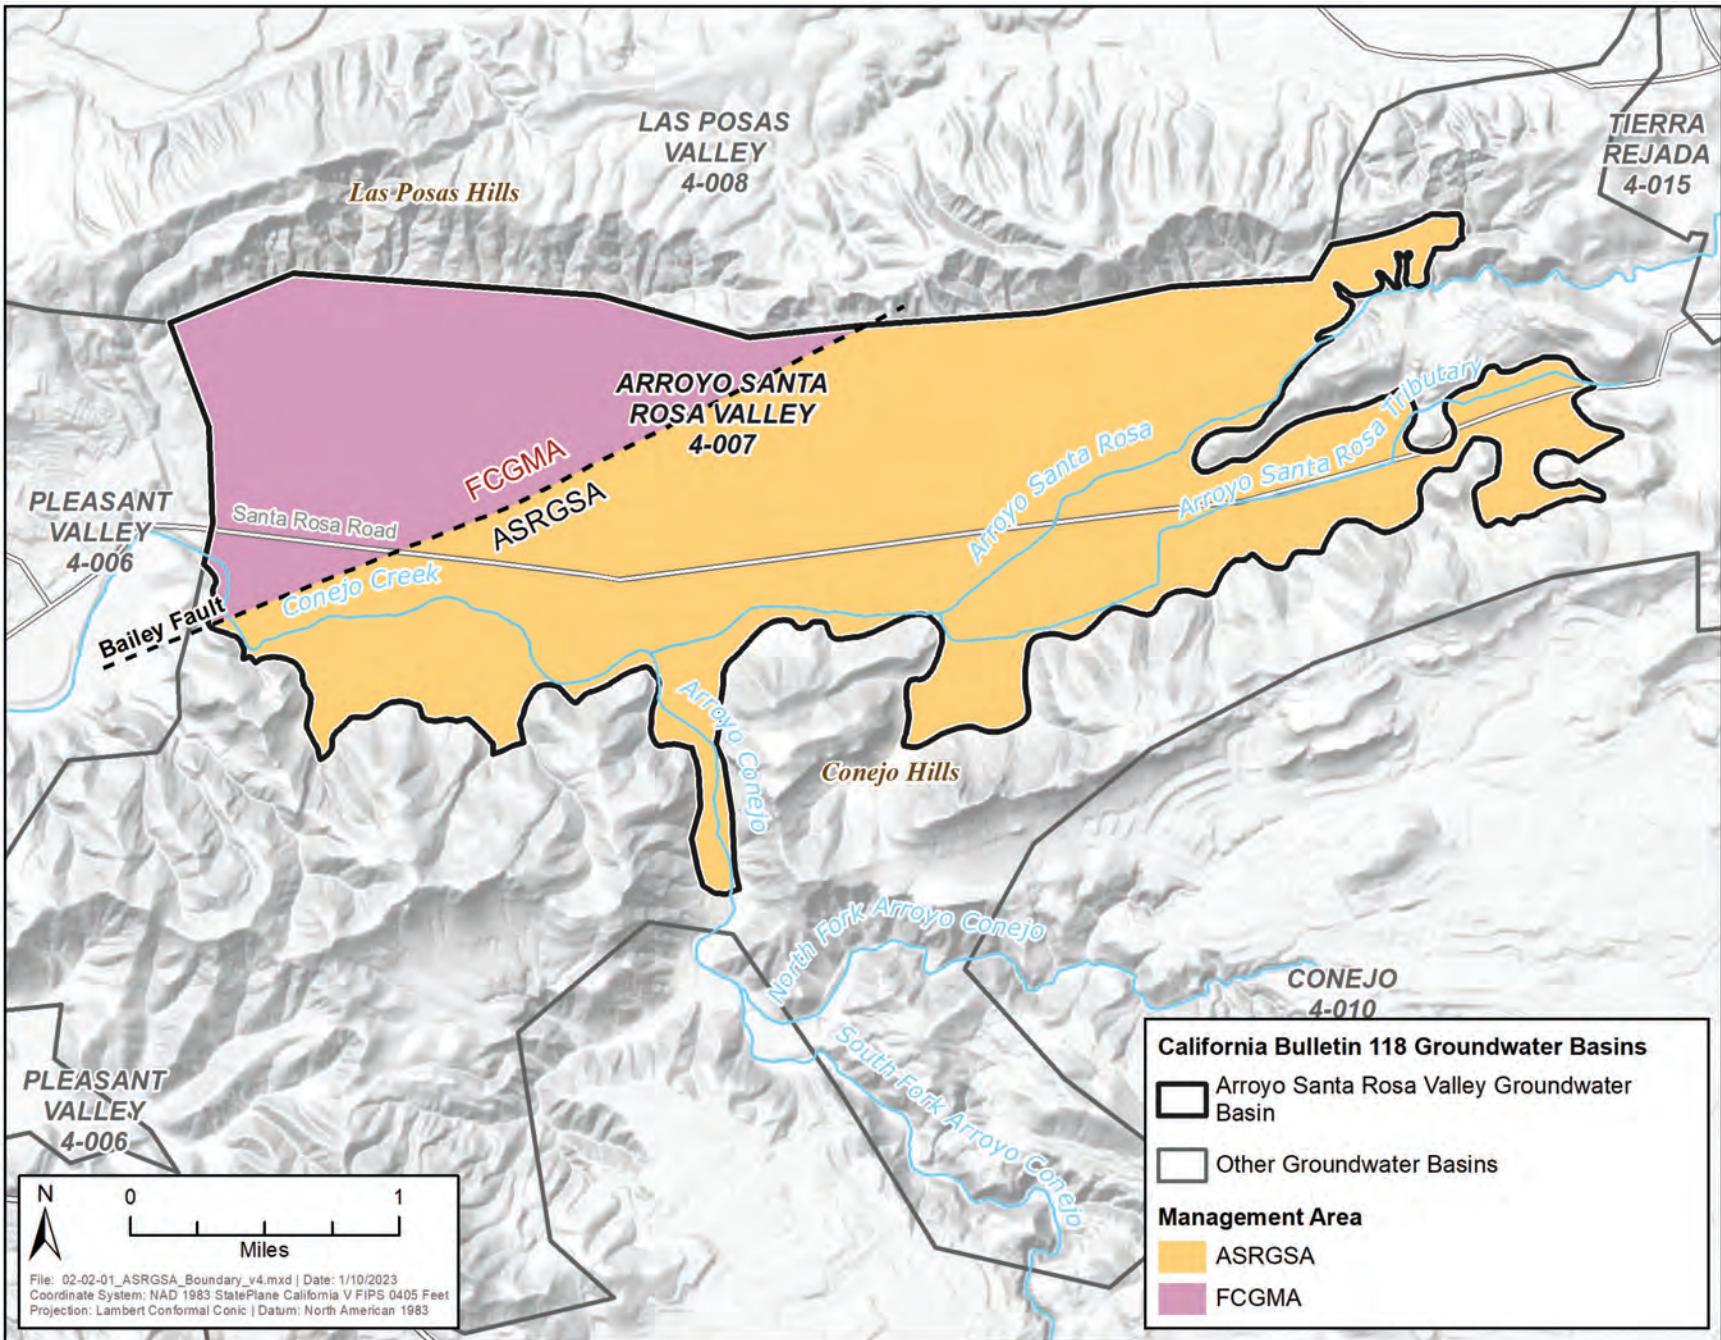 LAS POSAS
VALLEY
4-008
TIERRA
REJADA
4-015
Las Posas Hills
ARROYO SANTA
ROSA VALLEY
4-007
FCGMA
ASRGSA
Arroyo Santa Rosa
Arroyo Santa Rosa Tributary
PLEASANT
VALLEY
4-006
Santa Rosa Road
Conejo Creek
Bailey Fault
Arroyo Conejo
Conejo Hills
North Fork Arroyo Conejo
South Fork Arroyo Conejo
CONEJO
4-010
PLEASANT
VALLEY
4-006
N
0 1
Miles
File: 02-02-01_ASRGSA_Boundary_v4.mxd | Date: 1/10/2023
Coordinate System: NAD 1983 StatePlane California V FIPS 0405 Feet
Projection: Lambert Conformal Conic | Datum: North American 1983
California Bulletin 118 Groundwater Basins
Arroyo Santa Rosa Valley Groundwater
Basin
Other Groundwater Basins
Management Area
ASRGSA
FCGMA